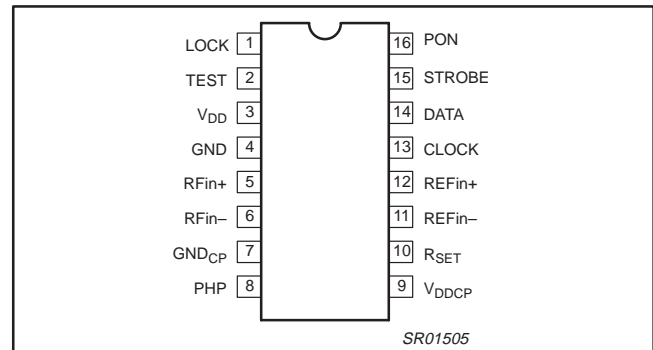 LOCK 1 16 PON
TEST 2 15 STROBE
VDD 3 14 DATA
GND 4 13 CLOCK
RFin+ 5 12 REFin+
RFin– 6 11 REFin–
GNDCP 7 10 RSET
PHP 8 9 VDDCP
SR01505